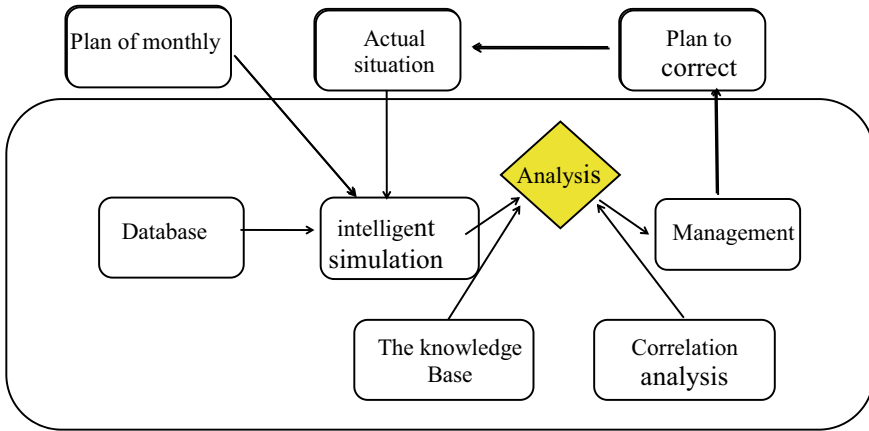 Plan of monthly
Actual
situation
Plan to
correct
Analysis
Database
intelligent
simulation
Management
The knowledge
Base
Correlation
analysis